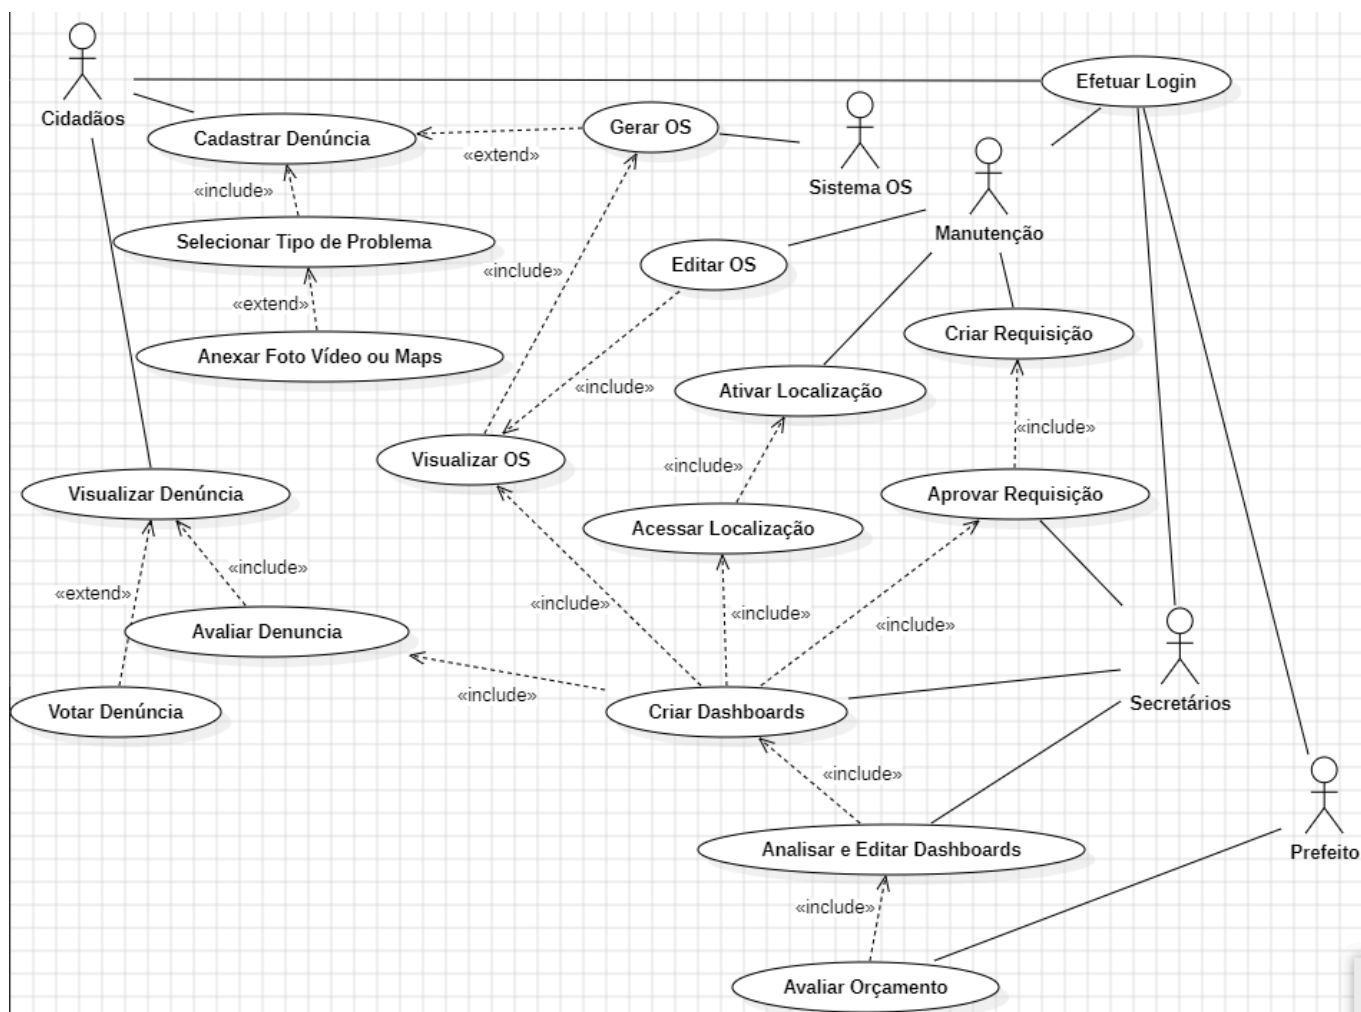 Efetuar Login
Cidadãos
Cadastrar Denúncia
Gerar OS
«extend»
Sistema OS
«include»
Manutenção
Selecionar Tipo de Problema
«include»
Editar OS
«extend»
Criar Requisição
Anexar Foto Vídeo ou Maps
«include»
Ativar Localização
«include»
Visualizar OS
«include»
Visualizar Denúncia
Aprovar Requisição
Acessar Localização
«include»
«extend»
«include»
«include»
«include»
Avaliar Denuncia
«include»
Votar Denúncia
Criar Dashboards
Secretários
«include»
Analisar e Editar Dashboards
Prefeito
«include»
Avaliar Orçamento